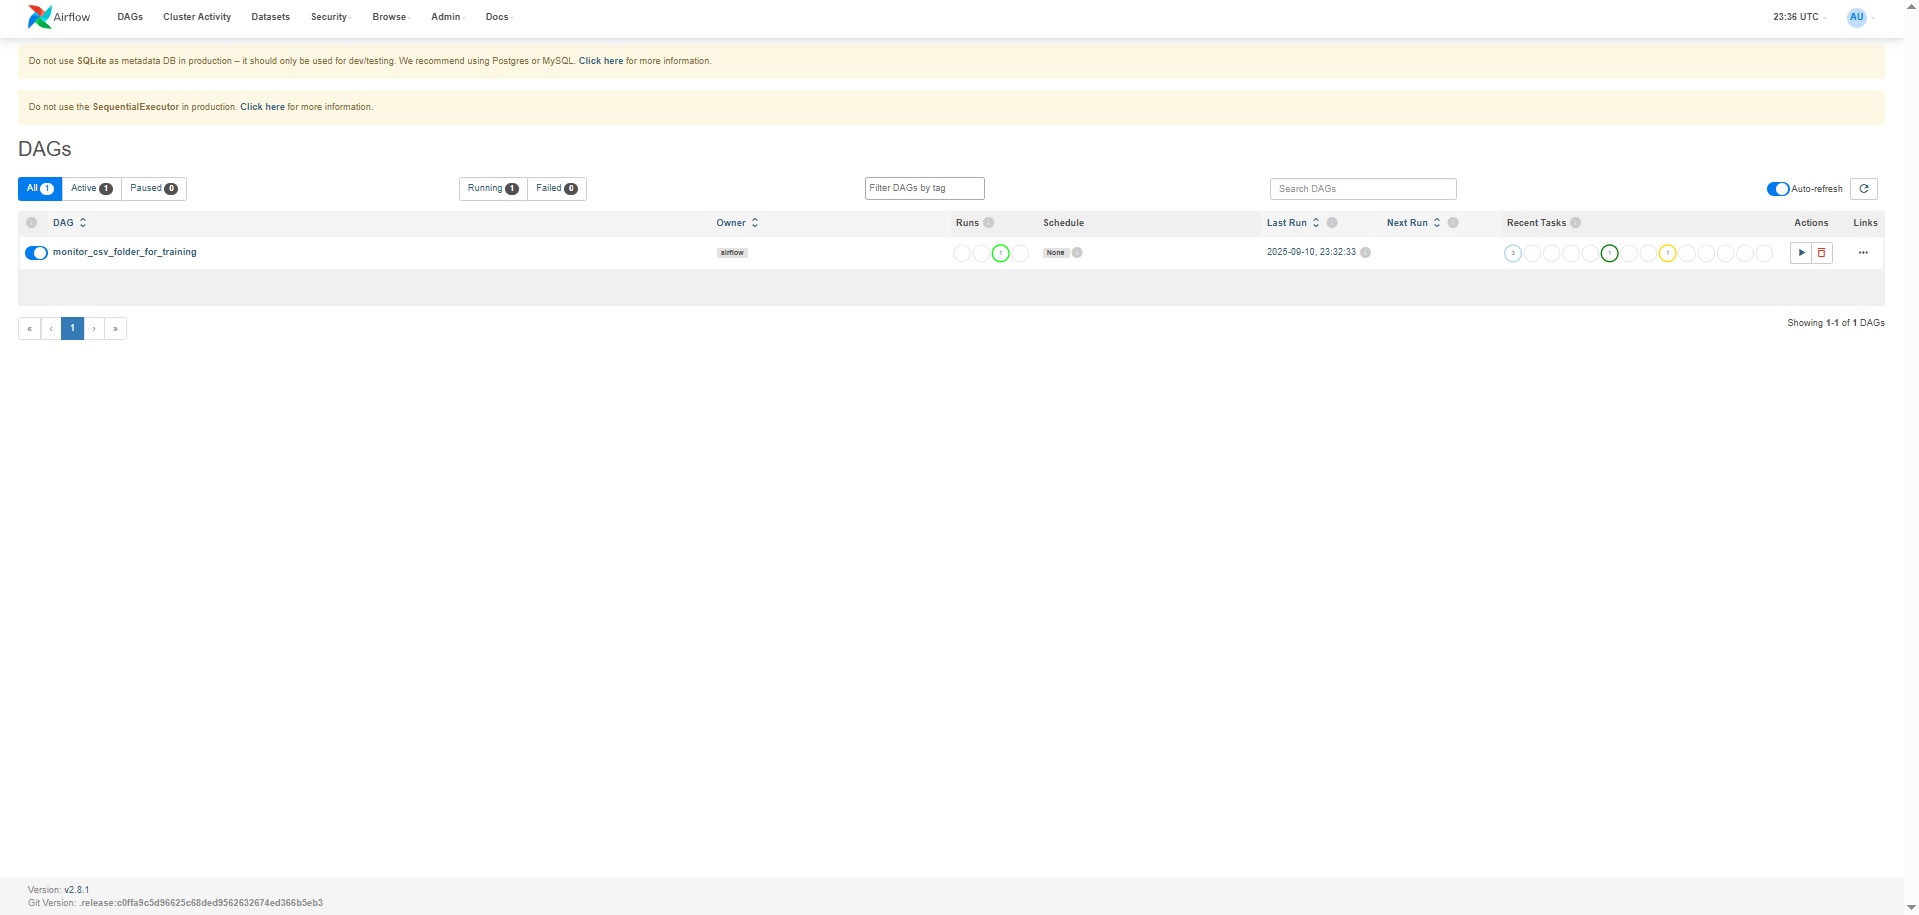 Airflow DAGs Cluster Activity Datasets Security Browse Admin Docs 23:36 UTC AU
Do not use SQLite as metadata DB in production – it should only be used for dev/testing. We recommend using Postgres or MySQL. Click here for more information.
Do not use the SequentialExecutor in production. Click here for more information.
DAGs
All 1 Active 1 Paused 0 Running 1 Failed 0 Filter DAGs by tag Search DAGs Auto-refresh
DAG Owner Runs Schedule Last Run Next Run Recent Tasks Actions Links
monitor_csv_folder_for_training airflow 1 None 2025-09-10, 23:32:33 3 1 1 ...
« ‹ 1 › » Showing 1-1 of 1 DAGs
Version: v2.8.1
Git Version: .release:c0ffa9c5d96625c68ded9562632674ed366b5eb3